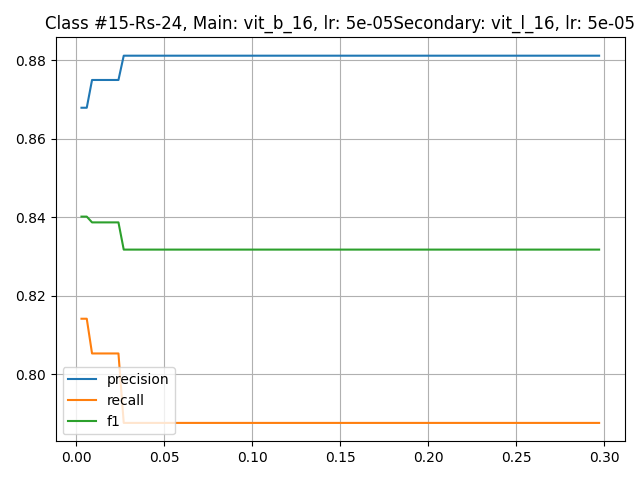 Class #15-Rs-24, Main: vit_b_16, lr: 5e-05Secondary: vit_l_16, lr: 5e-05
0.88
0.86
0.84
0.82
0.80
precision
recall
f1
0.00 0.05 0.10 0.15 0.20 0.25 0.30